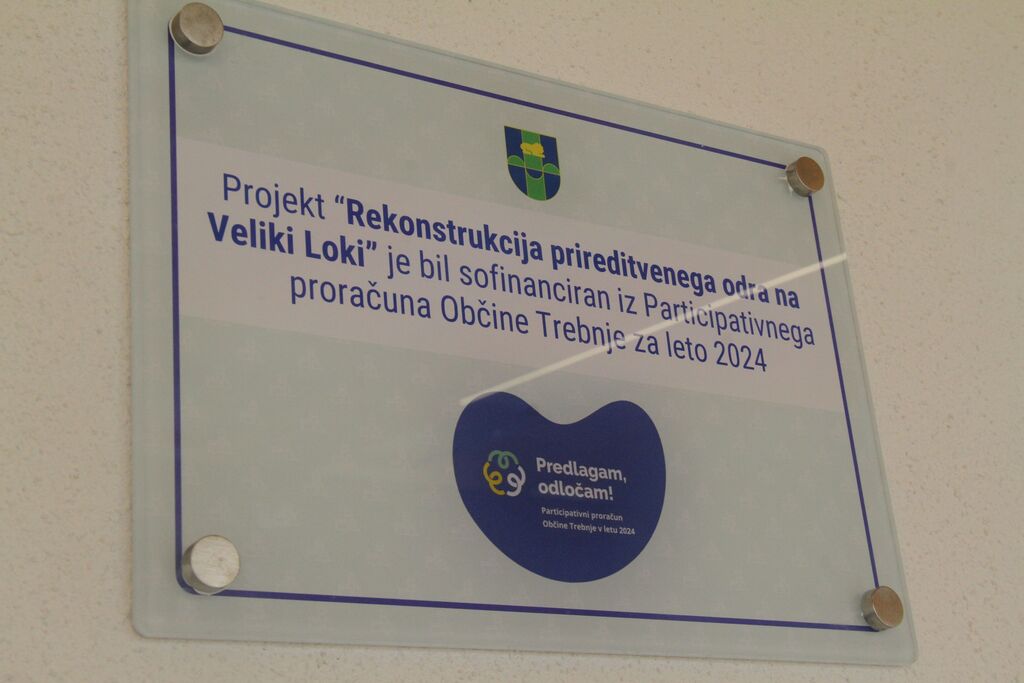 Projekt “Rekonstrukcija prireditvenega odra na
Veliki Loki” je bil sofinanciran iz Participativnega
proračuna Občine Trebnje za leto 2024
Predlagam,
odločam!
Participativni proračun
Občine Trebnje v letu 2024